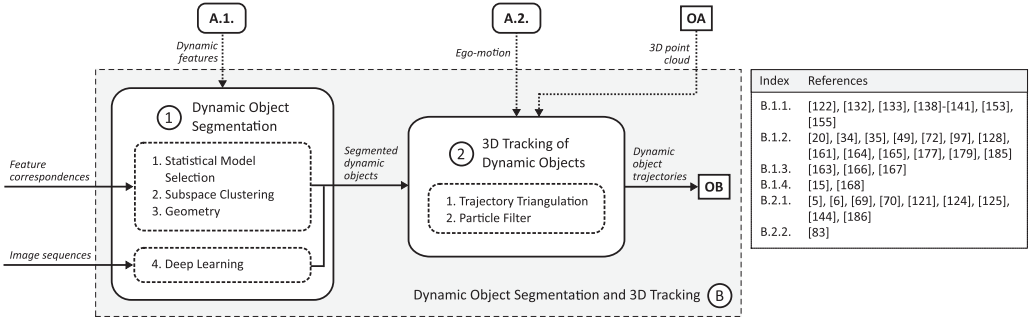 A.1.
A.2.
OA
Dynamic
features
Ego-motion
3D point
cloud
1
Dynamic Object
Segmentation
Feature
correspondences
1. Statistical Model
Selection
2. Subspace Clustering
3. Geometry
Image sequences
4. Deep Learning
Segmented
dynamic
objects
2
3D Tracking of
Dynamic Objects
1. Trajectory Triangulation
2. Particle Filter
Dynamic
object
trajectories
OB
Dynamic Object Segmentation and 3D Tracking B
Index References
B.1.1. [122], [132], [133], [138]-[141], [153],
[155]
B.1.2. [20], [34], [35], [49], [72], [97], [128],
[161], [164], [165], [177], [179], [185]
B.1.3. [163], [166], [167]
B.1.4. [15], [168]
B.2.1. [5], [6], [69], [70], [121], [124], [125],
[144], [186]
B.2.2. [83]